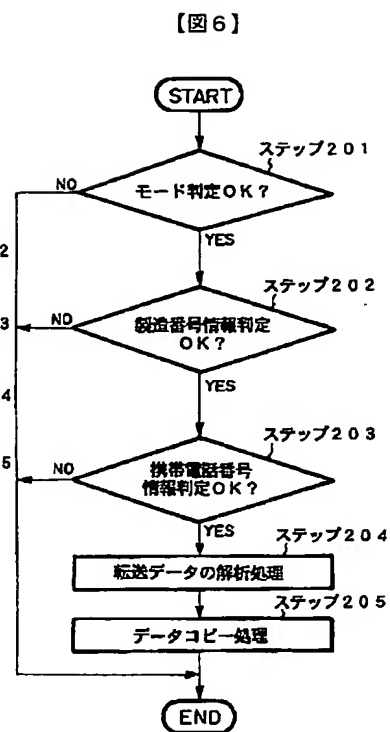 【図6】
START
ステップ201
モード判定OK?
NO
YES
2
ステップ202
製造番号情報判定
OK?
3
NO
YES
4
ステップ203
携帯電話番号
情報判定OK?
5
NO
YES
ステップ204
転送データの解析処理
ステップ205
データコピー処理
END